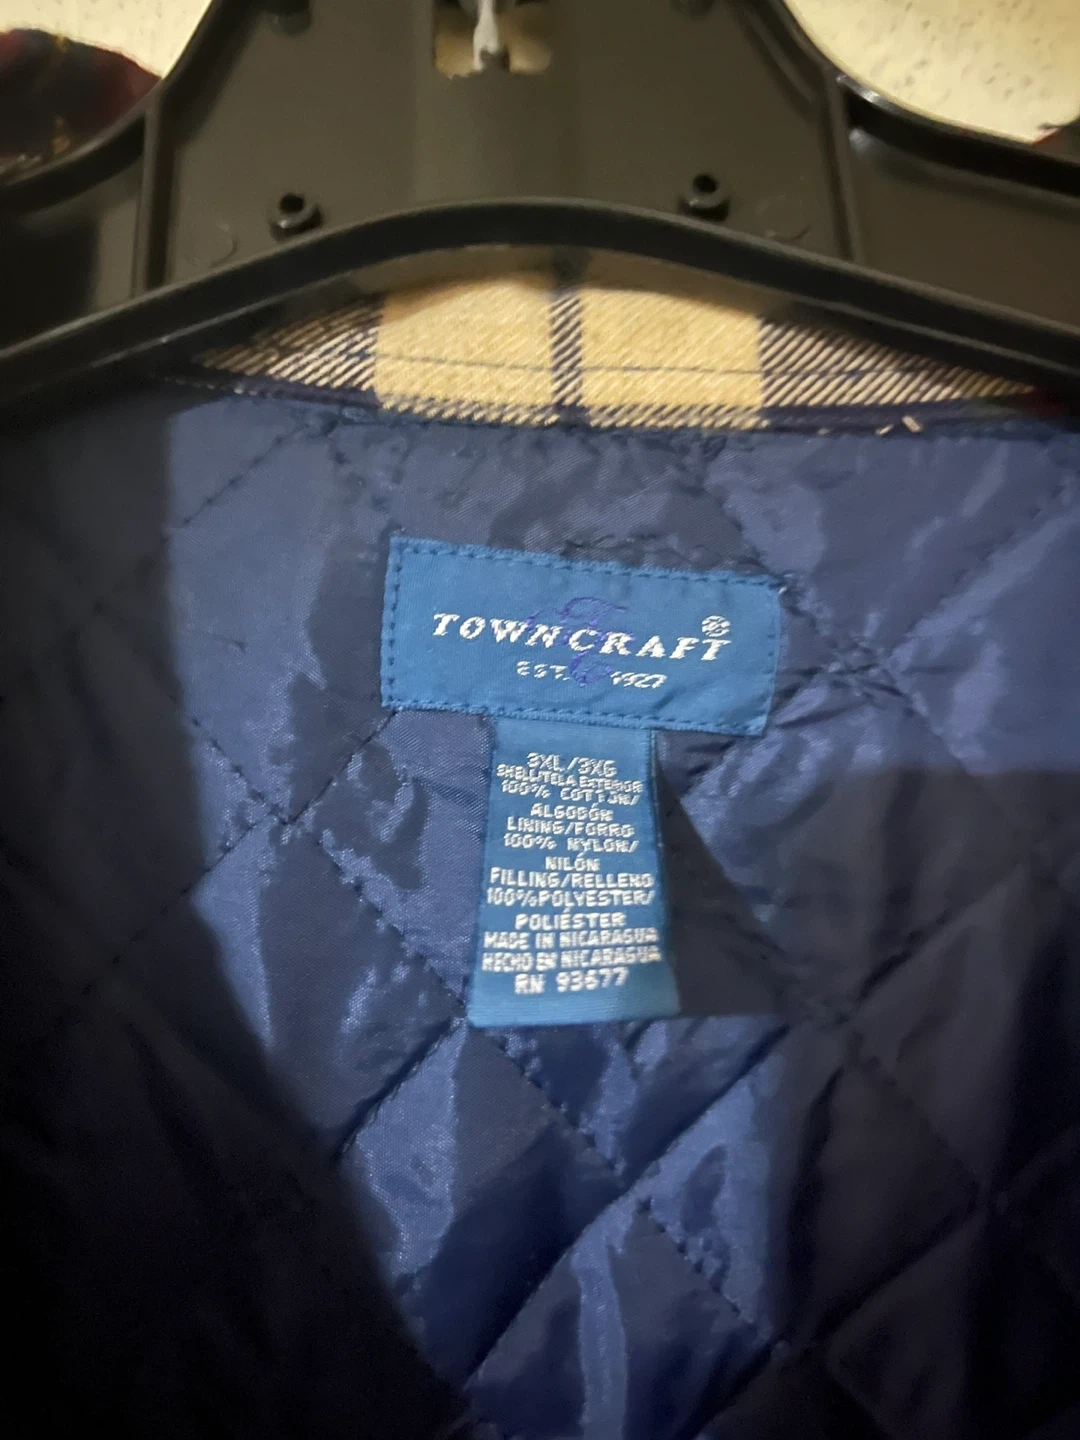 TOWNCRAFT®
EST. 1927
3XL/3XG
SHELL/TELA EXTERIOR
100% COTTON/
ALGODÓN
LINING/FORRO
100% NYLON/
NILÓN
FILLING/RELLENO
100%POLYESTER/
POLIÉSTER
MADE IN NICARAGUA
HECHO EN NICARAGUA
RN 93677